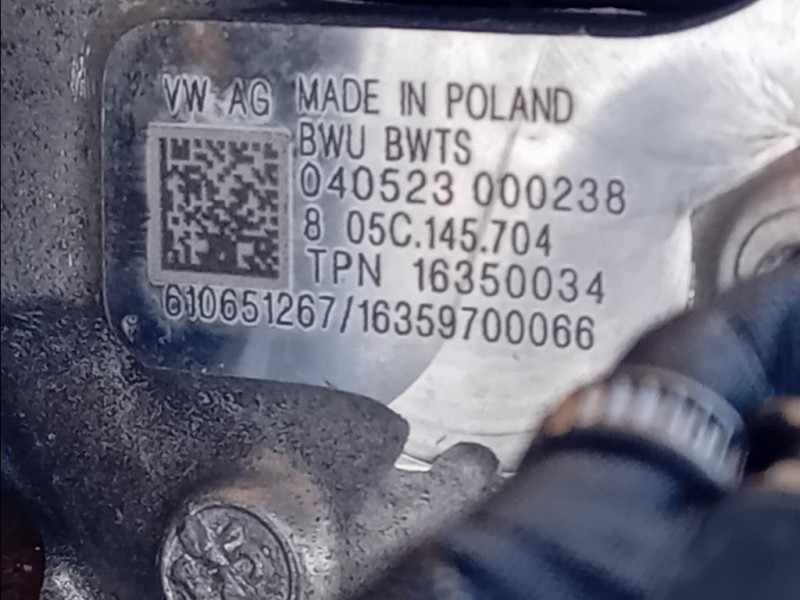 VW AG MADE IN POLAND
BWU BWTS
040523 000238
8 05C.145.704
TPN 16350034
610651267/16359700066